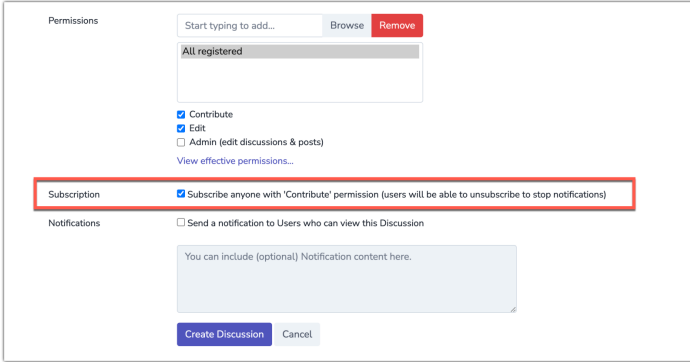 Permissions
Start typing to add... Browse Remove
All registered
Contribute
Edit
Admin (edit discussions & posts)
View effective permissions...
Subscription Subscribe anyone with 'Contribute' permission (users will be able to unsubscribe to stop notifications)
Notifications Send a notification to Users who can view this Discussion
You can include (optional) Notification content here.
Create Discussion Cancel